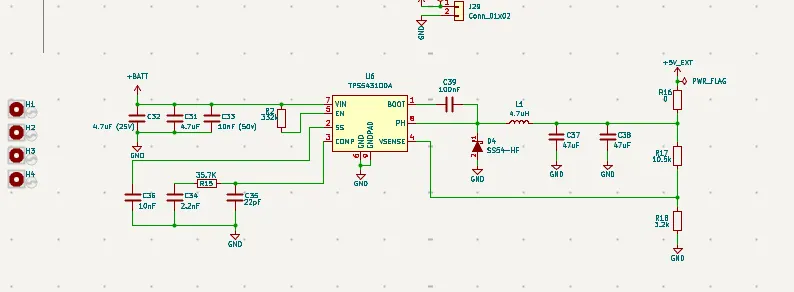 J29
Conn_01x02
1
2
GND
+5V_EXT
PWR_FLAG
R16
0
+BATT
U6
TPS54310DDA
C39
100nF
7 VIN
5 EN
2 SS
3 COMP
BOOT 1
PH 8
VSENSE 4
GND
GNDPAD
6 9
GND
C32
4.7uF (25V)
C31
4.7uF
C33
10nF (50v)
332k
GND
L1
4.7uH
D4
SS54-HF
1
2
GND
C37
47uF
GND
C38
47uF
GND
R17
10.5k
R18
3.2k
GND
H1
H2
H3
H4
35.7K
R15
C36
10nF
C34
2.2nF
C35
22pF
GND